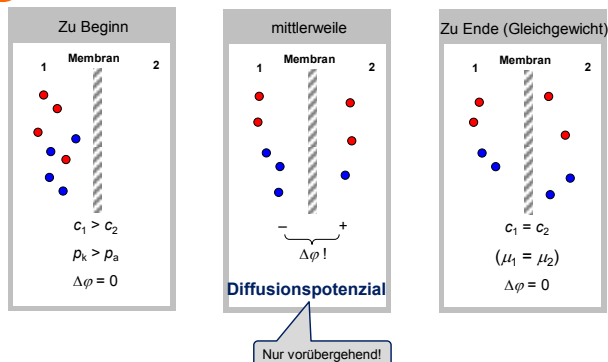 Zu Beginn
Membran
1 2
c₁ > c₂
pₖ > pₐ
Δφ = 0
mittlerweile
Membran
1 2
– +
Δφ !
Diffusionspotenzial
Nur vorübergehend!
Zu Ende (Gleichgewicht)
Membran
1 2
c₁ = c₂
(μ₁ = μ₂)
Δφ = 0